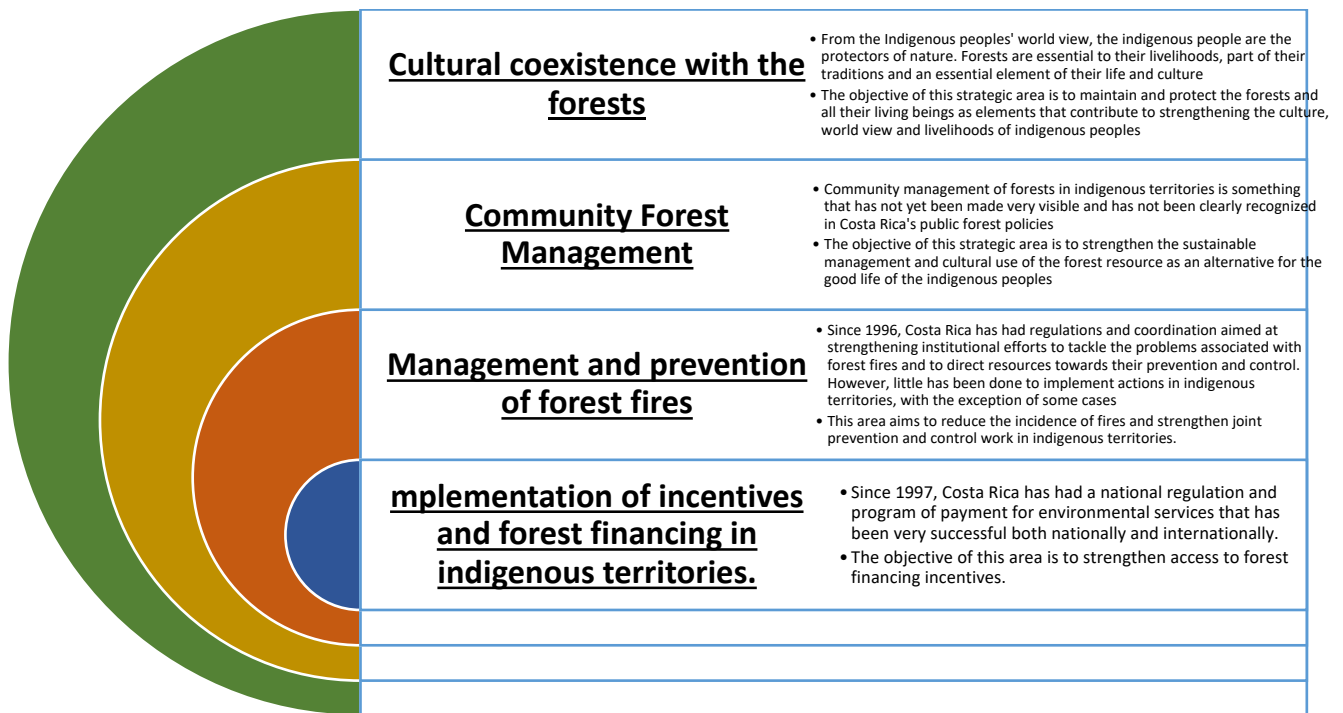 Cultural coexistence with the
forests
• From the Indigenous peoples' world view, the indigenous people are the
protectors of nature. Forests are essential to their livelihoods, part of their
traditions and an essential element of their life and culture
• The objective of this strategic area is to maintain and protect the forests and
all their living beings as elements that contribute to strengthening the culture,
world view and livelihoods of indigenous peoples
Community Forest
Management
• Community management of forests in indigenous territories is something
that has not yet been made very visible and has not been clearly recognized
in Costa Rica's public forest policies
• The objective of this strategic area is to strengthen the sustainable
management and cultural use of the forest resource as an alternative for the
good life of the indigenous peoples
Management and prevention
of forest fires
• Since 1996, Costa Rica has had regulations and coordination aimed at
strengthening institutional efforts to tackle the problems associated with
forest fires and to direct resources towards their prevention and control.
However, little has been done to implement actions in indigenous
territories, with the exception of some cases
• This area aims to reduce the incidence of fires and strengthen joint
prevention and control work in indigenous territories.
mplementation of incentives
and forest financing in
indigenous territories.
• Since 1997, Costa Rica has had a national regulation and
program of payment for environmental services that has
been very successful both nationally and internationally.
• The objective of this area is to strengthen access to forest
financing incentives.